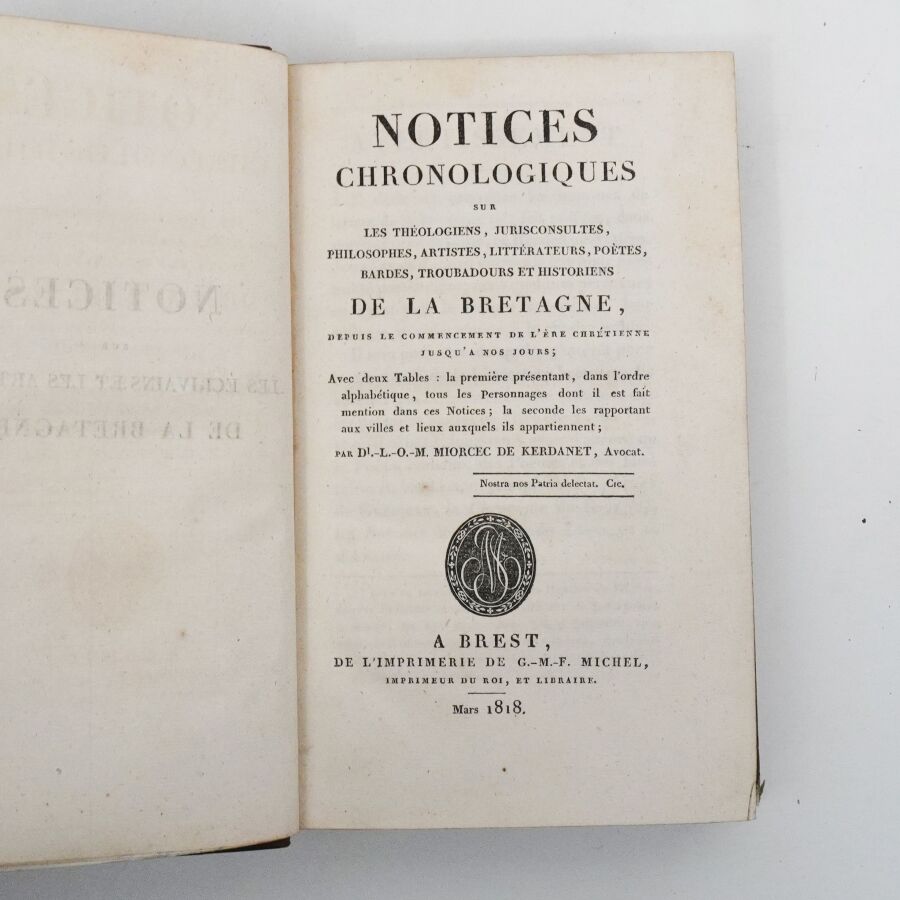 NOTICES
CHRONOLOGIQUES
SUR
LES THÉOLOGIENS, JURISCONSULTES,
PHILOSOPHES, ARTISTES, LITTÉRATEURS, POÈTES,
BARDES, TROUBADOURS ET HISTORIENS
DE LA BRETAGNE,
DEPUIS LE COMMENCEMENT DE L'ÈRE CHRÉTIENNE
JUSQU'A NOS JOURS;
Avec deux Tables : la première présentant, dans l'ordre
alphabétique, tous les Personnages dont il est fait
mention dans ces Notices; la seconde les rapportant
aux villes et lieux auxquels ils appartiennent;
PAR Dl.-L.-O.-M. MIORCEC DE KERDANET, Avocat.
Nostra nos Patria delectat. CIC.
A BREST,
DE L'IMPRIMERIE DE G.-M.-F. MICHEL,
IMPRIMEUR DU ROI, ET LIBRAIRE.
Mars 1818.